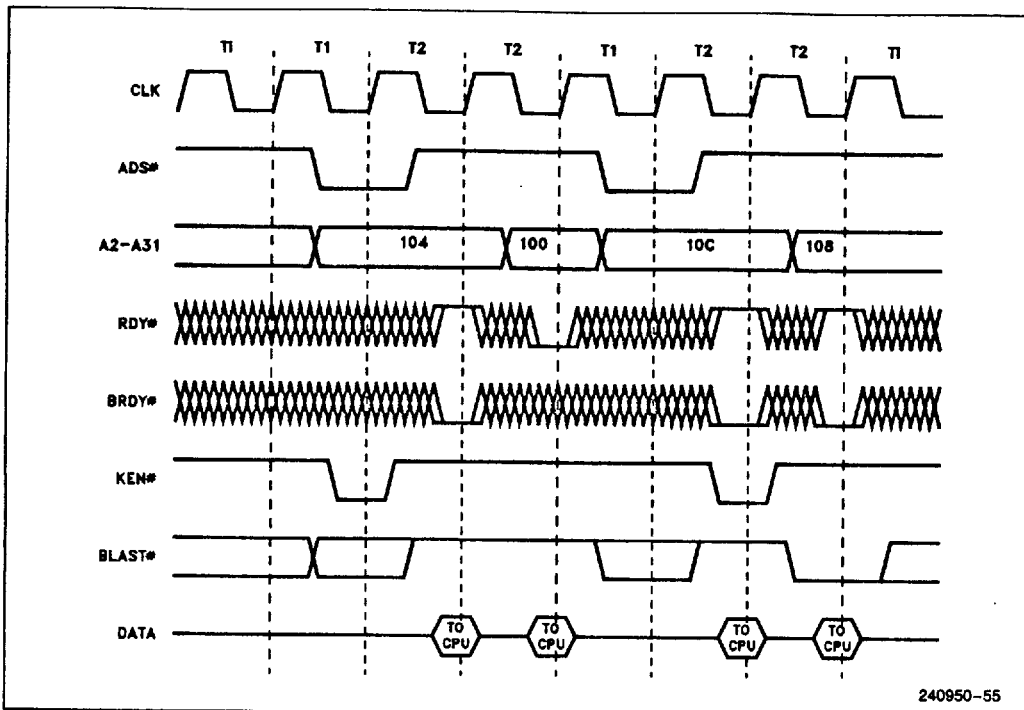 Ti T1 T2 T2 T1 T2 T2 Ti
CLK
ADS#
A2-A31 104 100 10C 108
RDY#
BRDY#
KEN#
BLAST#
DATA TO CPU TO CPU TO CPU TO CPU
240950-55